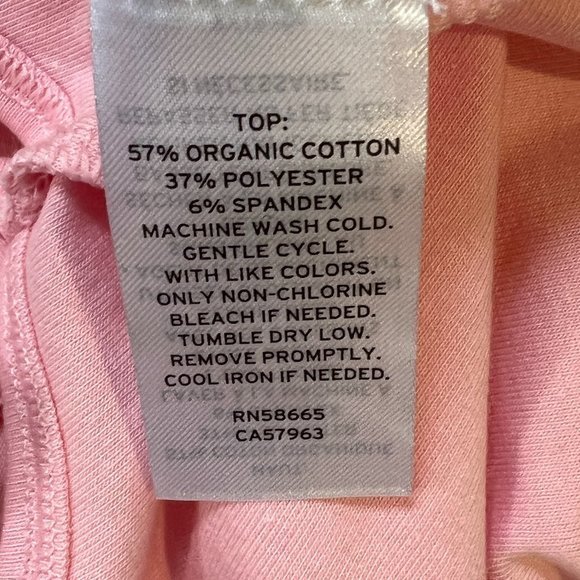 TOP:
57% ORGANIC COTTON
37% POLYESTER
6% SPANDEX
MACHINE WASH COLD.
GENTLE CYCLE.
WITH LIKE COLORS.
ONLY NON-CHLORINE
BLEACH IF NEEDED.
TUMBLE DRY LOW.
REMOVE PROMPTLY.
COOL IRON IF NEEDED.
RN58665
CA57963